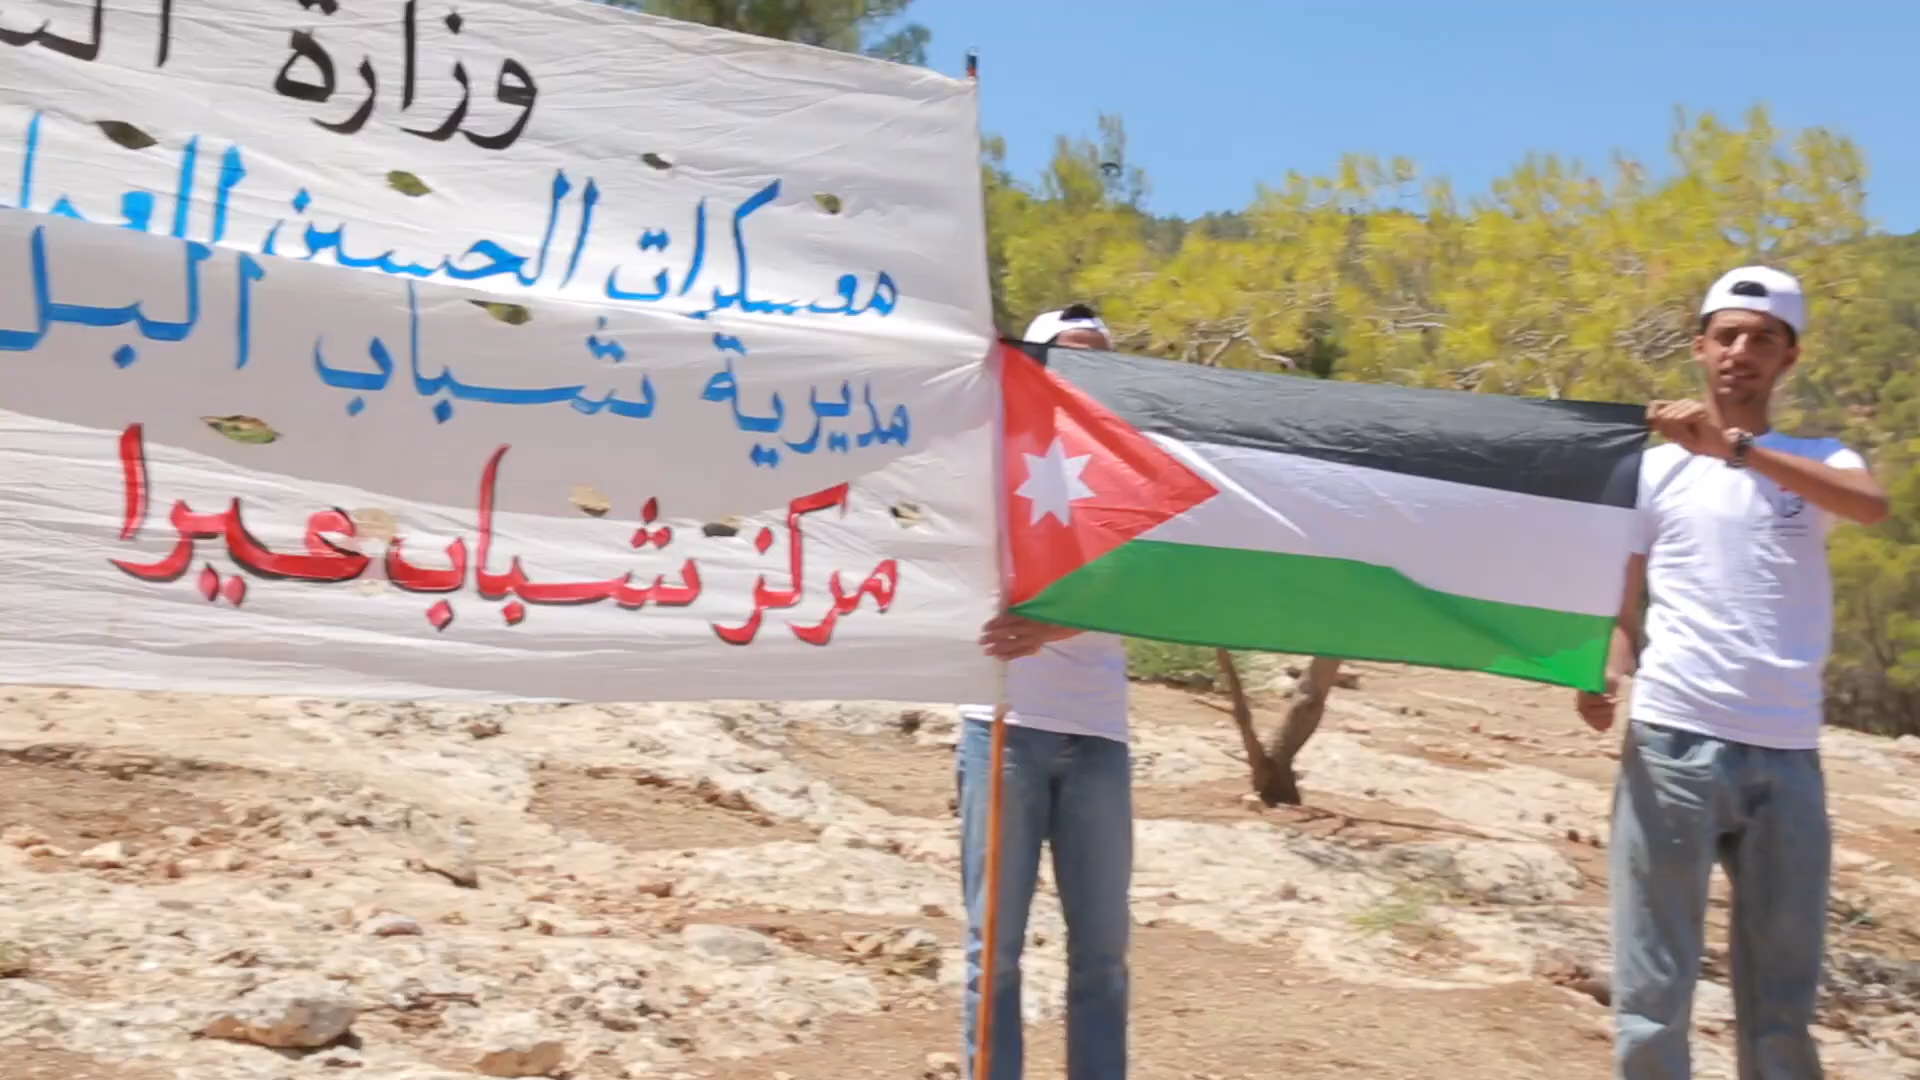 وزارة
معسكرات الحسين
مديرية شباب
مركز شباب عيرا